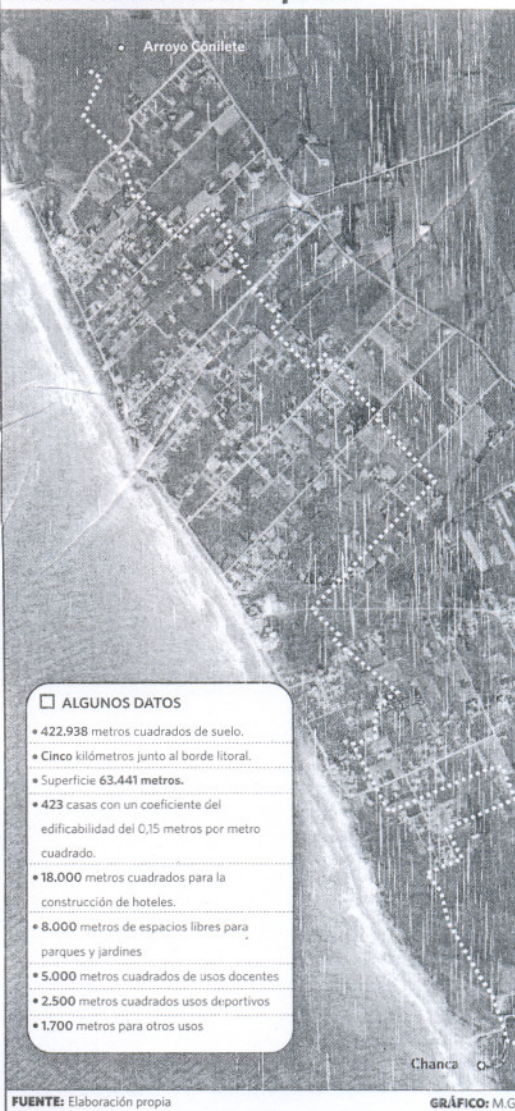 Arroyo Conilete
ALGUNOS DATOS
• 422.938 metros cuadrados de suelo.
• Cinco kilómetros junto al borde litoral.
• Superficie 63.441 metros.
• 423 casas con un coeficiente del
edificabilidad del 0,15 metros por metro
cuadrado.
• 18.000 metros cuadrados para la
construcción de hoteles.
• 8.000 metros de espacios libres para
parques y jardines
• 5.000 metros cuadrados de usos docentes
• 2.500 metros cuadrados usos deportivos
• 1.700 metros para otros usos
Chanca
FUENTE: Elaboración propia
GRÁFICO: M.G